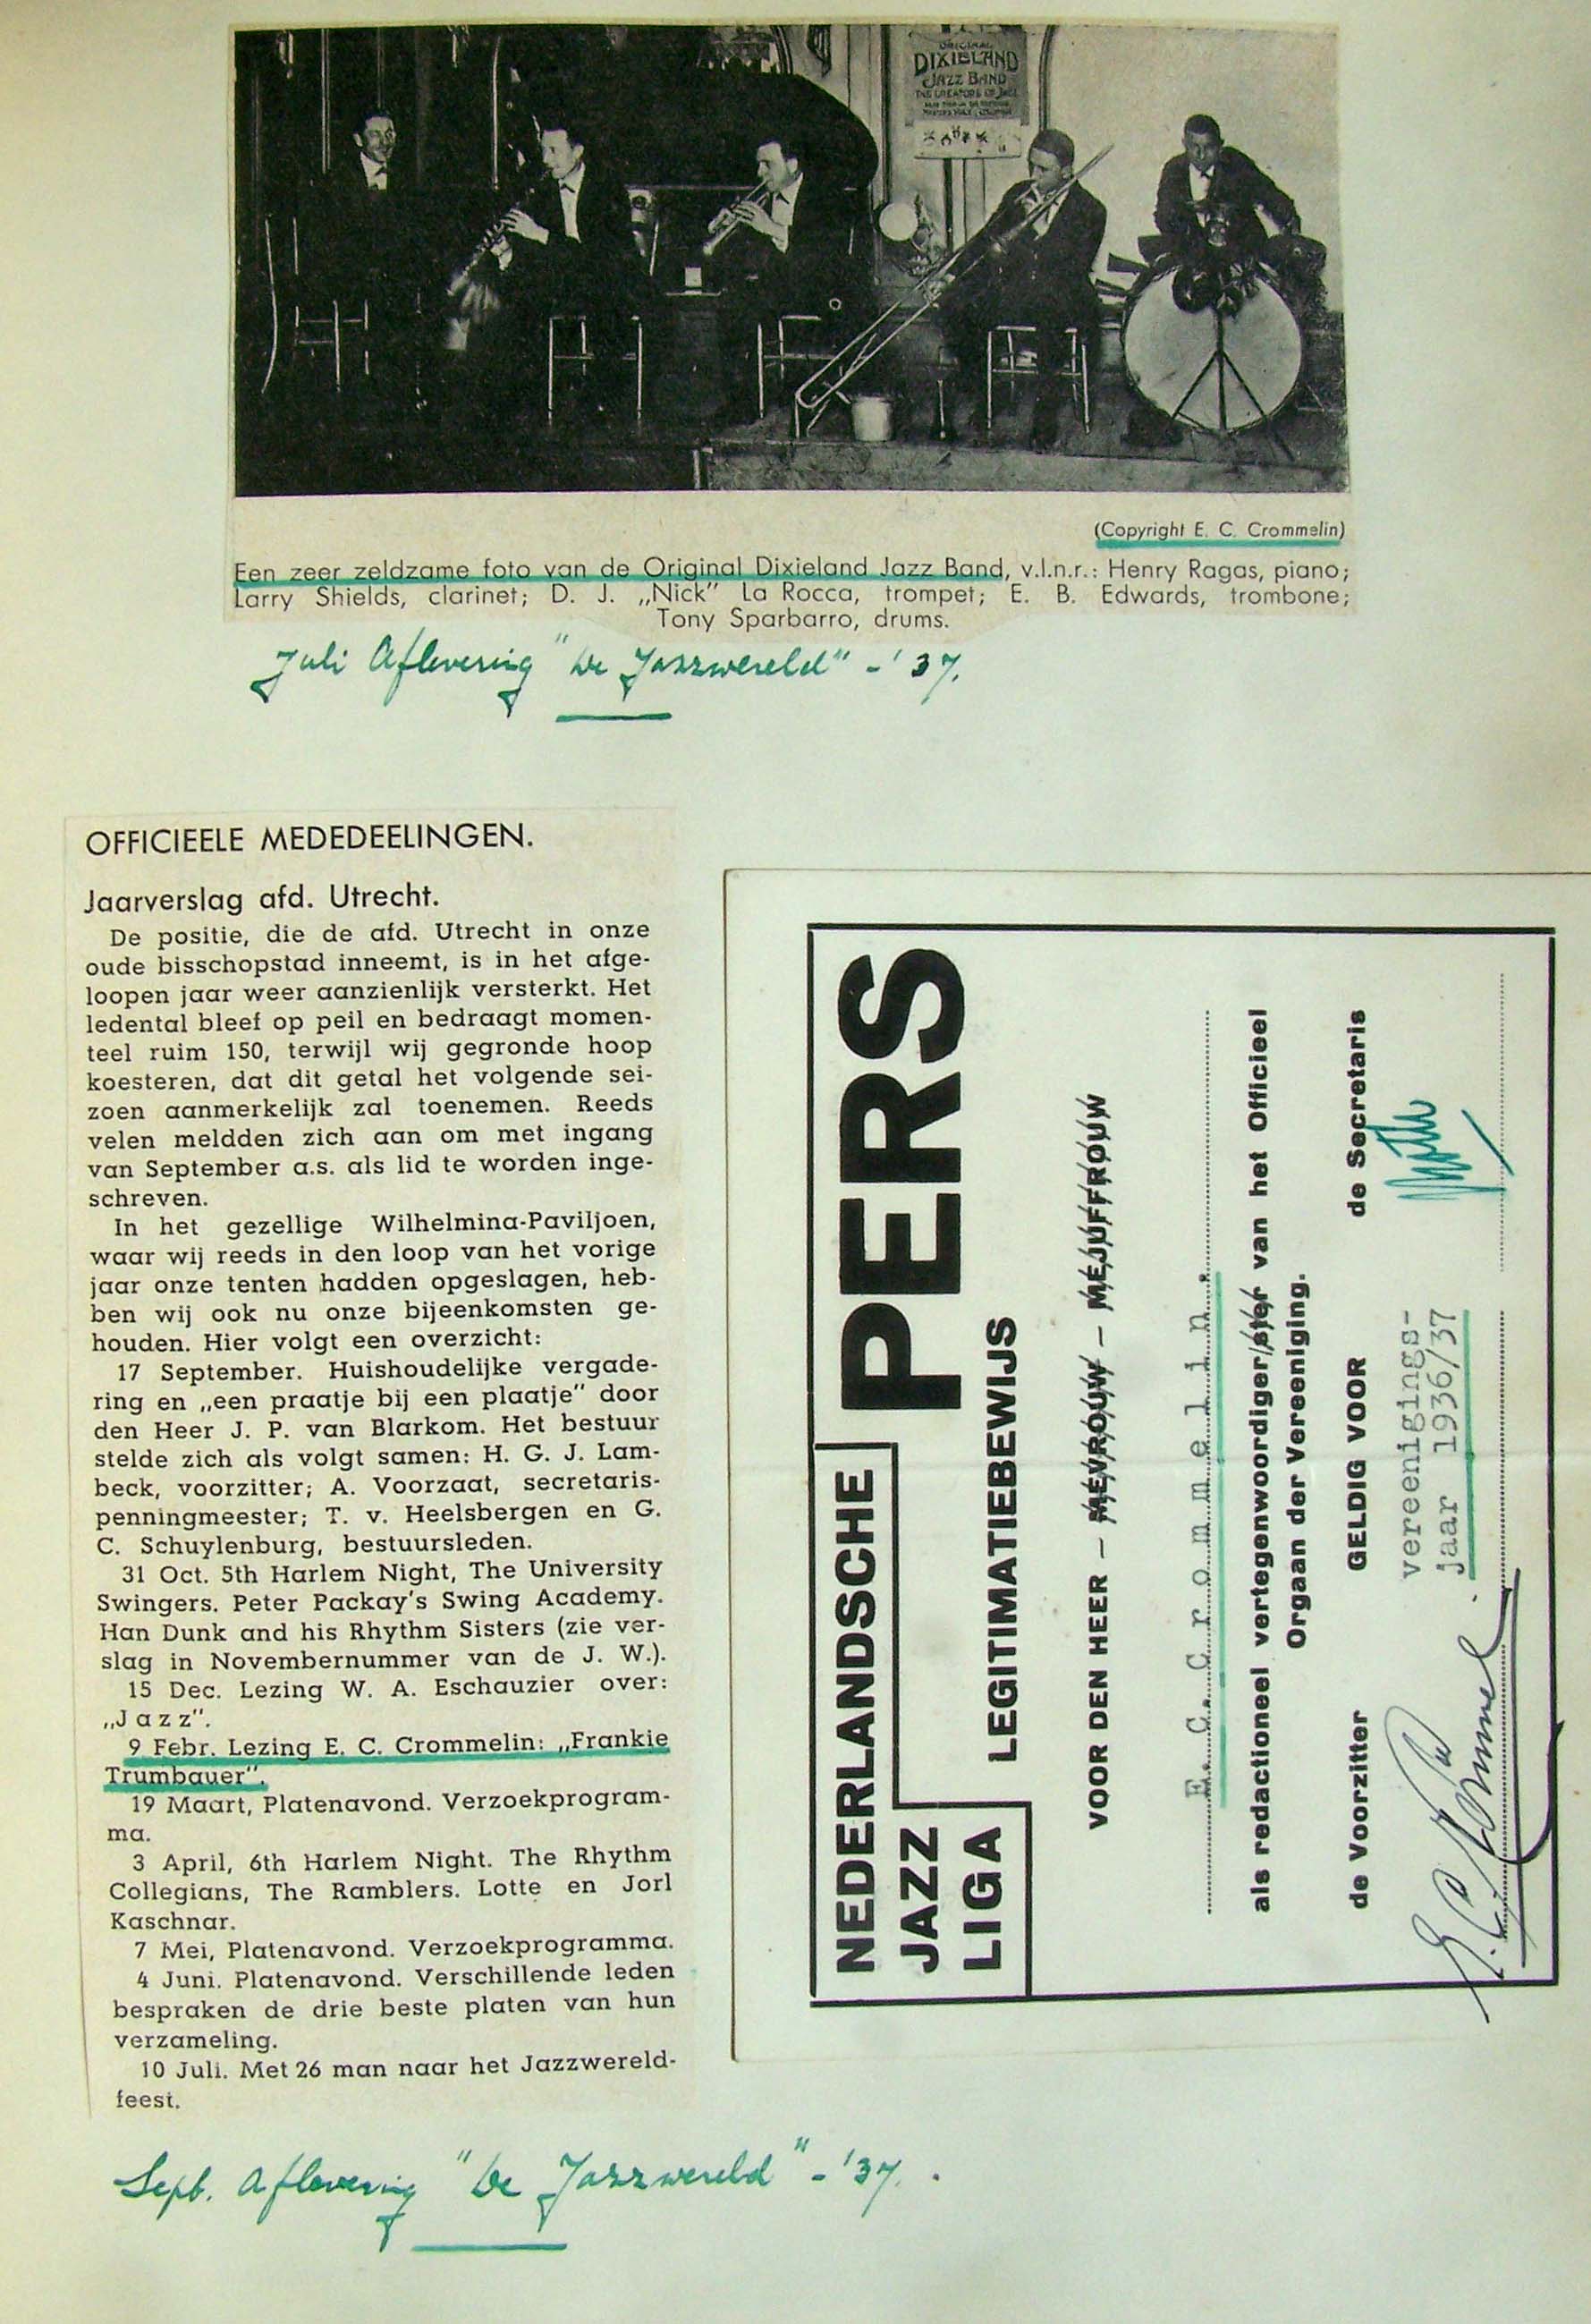 ORIGINAL
DIXIELAND
JAZZ BAND
THE CREATORS OF JAZZ
(Copyright E. C. Crommelin)
Een zeer zeldzame foto van de Original Dixieland Jazz Band, v.l.n.r.: Henry Ragas, piano;
Larry Shields, clarinet; D. J. „Nick" La Rocca, trompet; E. B. Edwards, trombone;
Tony Sparbarro, drums.
Juli Aflevering "De Jazzwereld" - '37.
OFFICIEELE MEDEDEELINGEN.
Jaarverslag afd. Utrecht.
De positie, die de afd. Utrecht in onze
oude bisschopstad inneemt, is in het afge-
loopen jaar weer aanzienlijk versterkt. Het
ledental bleef op peil en bedraagt momen-
teel ruim 150, terwijl wij gegronde hoop
koesteren, dat dit getal het volgende sei-
zoen aanmerkelijk zal toenemen. Reeds
velen meldden zich aan om met ingang
van September a.s. als lid te worden inge-
schreven.
In het gezellige Wilhelmina-Paviljoen,
waar wij reeds in den loop van het vorige
jaar onze tenten hadden opgeslagen, heb-
ben wij ook nu onze bijeenkomsten ge-
houden. Hier volgt een overzicht:
17 September. Huishoudelijke vergade-
ring en „een praatje bij een plaatje" door
den Heer J. P. van Blarkom. Het bestuur
stelde zich als volgt samen: H. G. J. Lam-
beck, voorzitter; A. Voorzaat, secretaris-
penningmeester; T. v. Heelsbergen en G.
C. Schuylenburg, bestuursleden.
31 Oct. 5th Harlem Night, The University
Swingers. Peter Packay's Swing Academy.
Han Dunk and his Rhythm Sisters (zie ver-
slag in Novembernummer van de J. W.).
15 Dec. Lezing W. A. Eschauzier over:
„Jazz".
9 Febr. Lezing E. C. Crommelin: „Frankie
Trumbauer".
19 Maart, Platenavond. Verzoekprogram-
ma.
3 April, 6th Harlem Night. The Rhythm
Collegians, The Ramblers. Lotte en Jorl
Kaschnar.
7 Mei, Platenavond. Verzoekprogramma.
4 Juni. Platenavond. Verschillende leden
bespraken de drie beste platen van hun
verzameling.
10 Juli. Met 26 man naar het Jazzwereld-
feest.
Sept. Aflevering "De Jazzwereld" - '37.
NEDERLANDSCHE
JAZZ
LIGA
PERS
LEGITIMATIEBEWIJS
VOOR DEN HEER – MEVROUW – MEJUFFROUW
E. C. Crommelin.
als redactioneel vertegenwoordiger/ster van het Officieel
Orgaan der Vereeniging.
de Voorzitter GELDIG VOOR de Secretaris
vereenigings-
jaar 1936/37